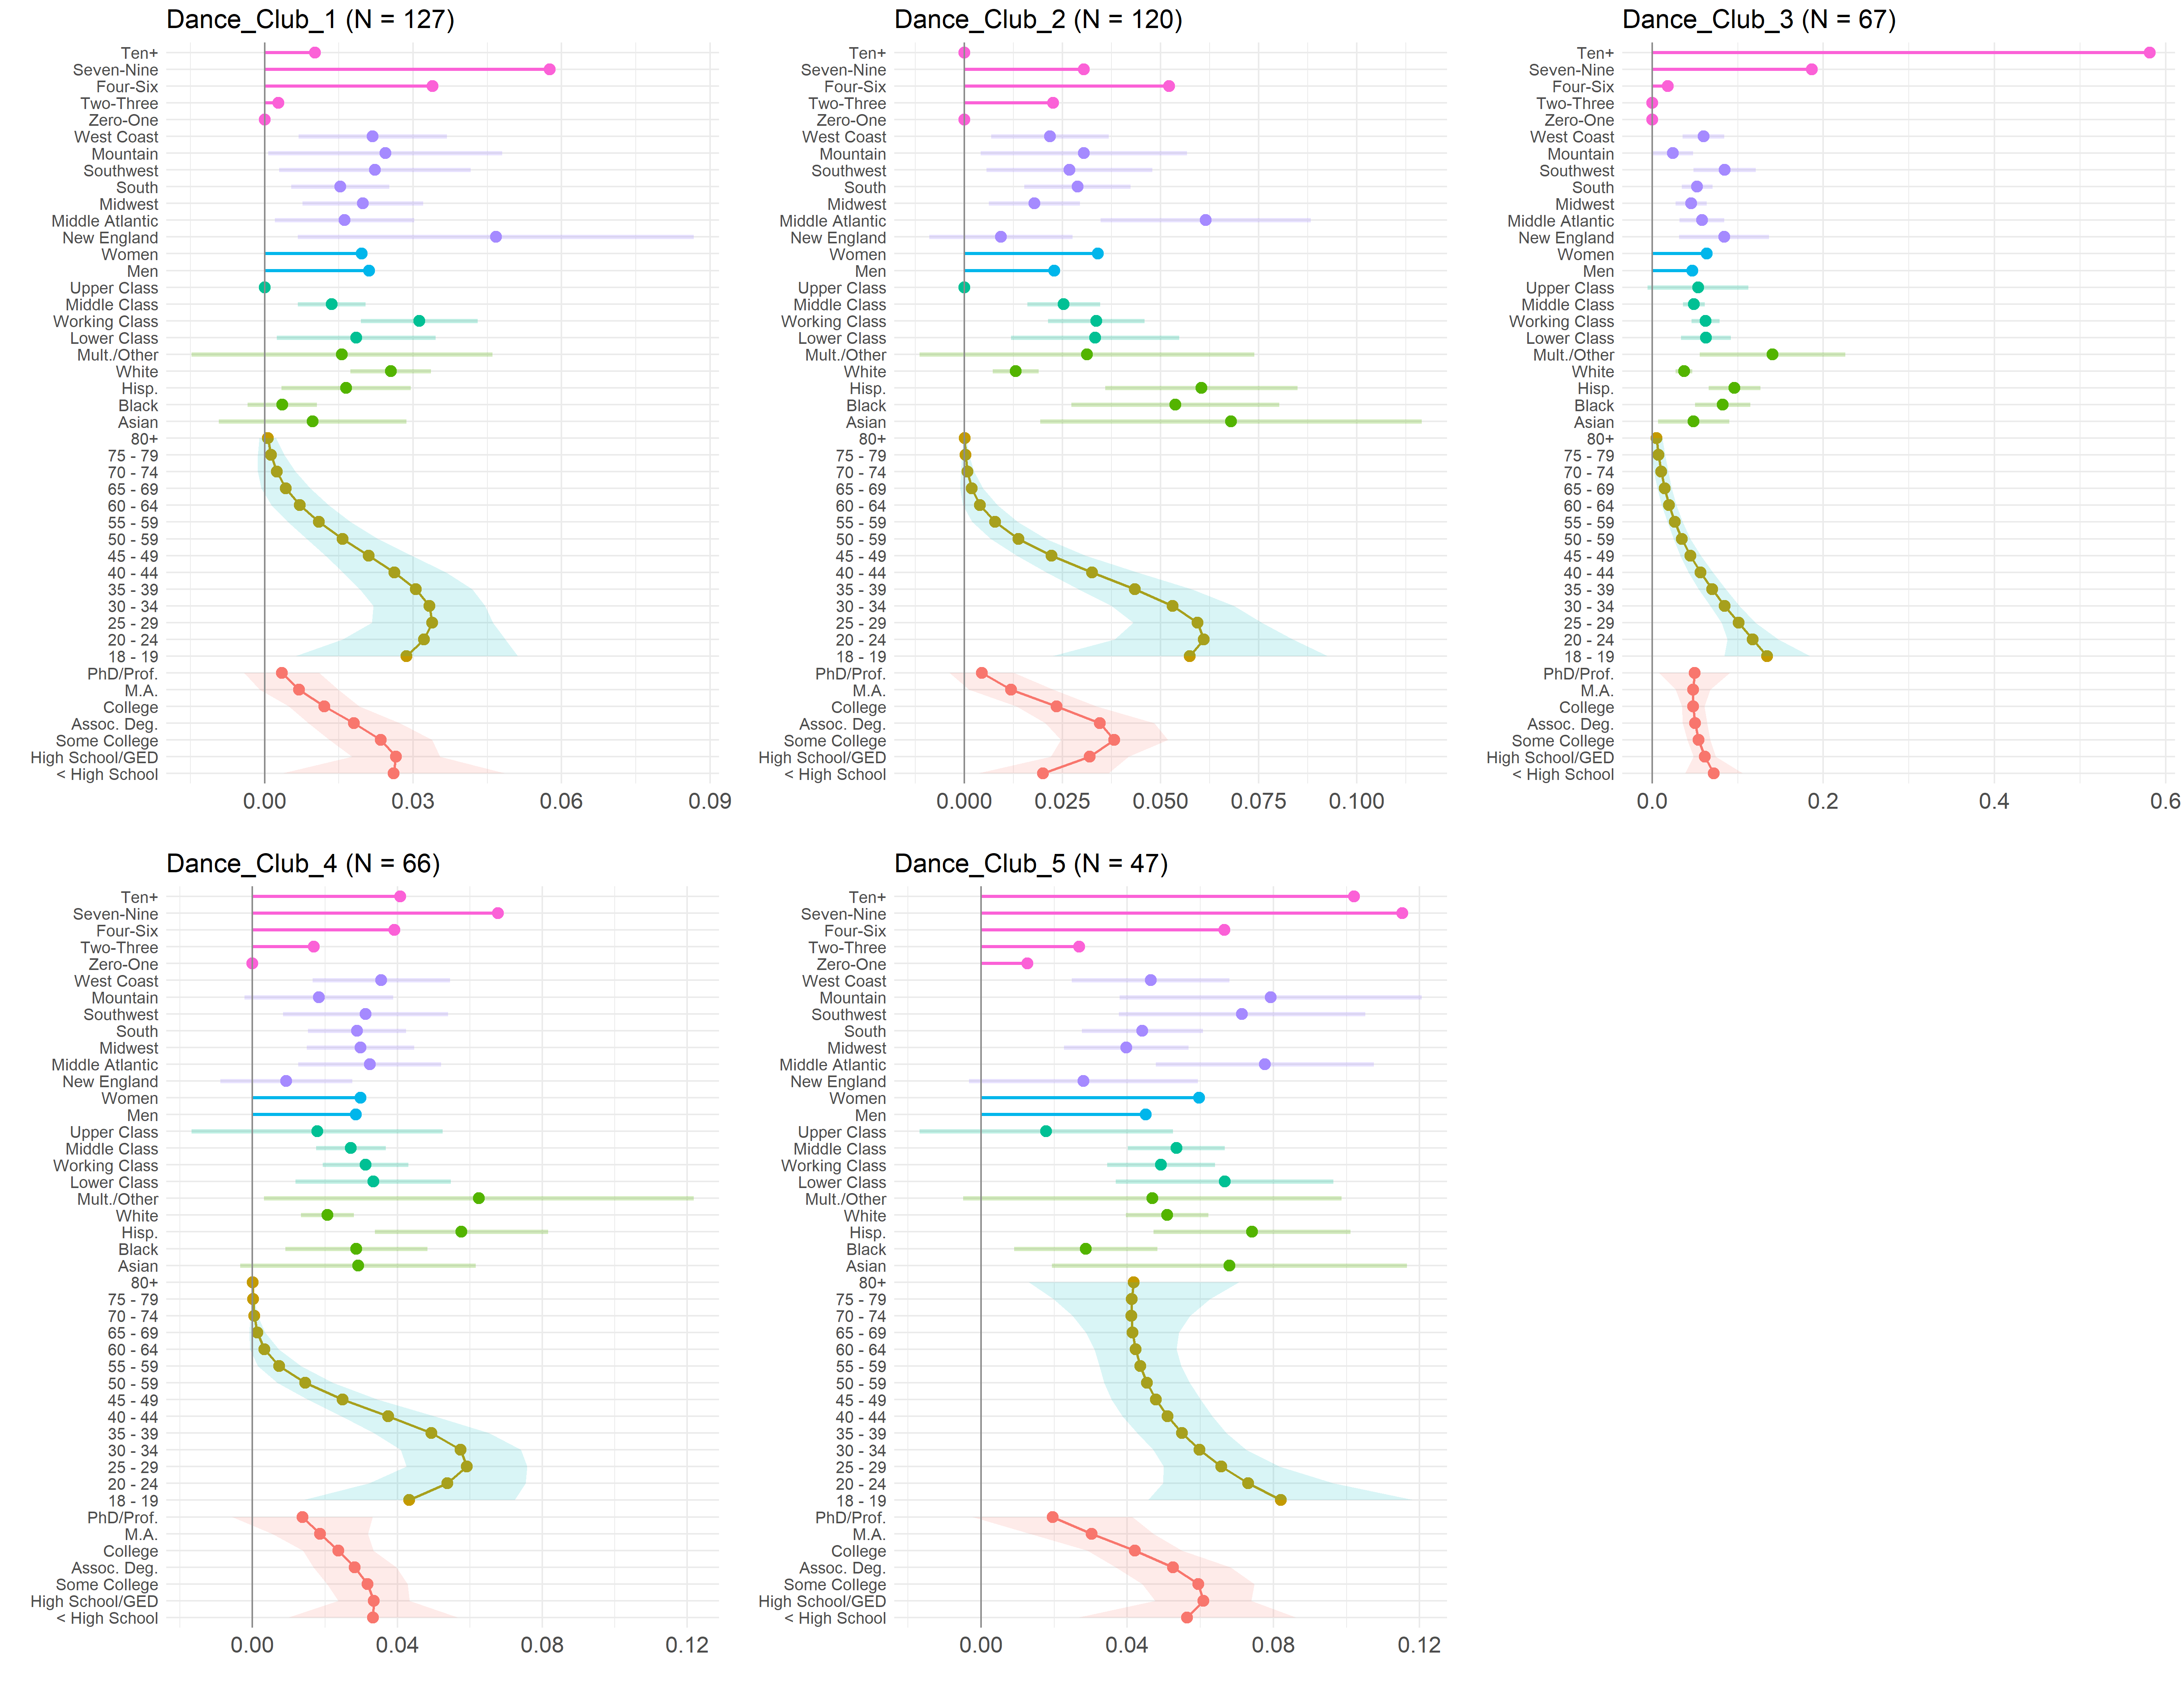 Dance_Club_1 (N = 127)
Ten+
Seven-Nine
Four-Six
Two-Three
Zero-One
West Coast
Mountain
Southwest
South
Midwest
Middle Atlantic
New England
Women
Men
Upper Class
Middle Class
Working Class
Lower Class
Mult./Other
White
Hisp.
Black
Asian
80+
75 - 79
70 - 74
65 - 69
60 - 64
55 - 59
50 - 59
45 - 49
40 - 44
35 - 39
30 - 34
25 - 29
20 - 24
18 - 19
PhD/Prof.
M.A.
College
Assoc. Deg.
Some College
High School/GED
< High School
0.00 0.03 0.06 0.09
Dance_Club_2 (N = 120)
Ten+
Seven-Nine
Four-Six
Two-Three
Zero-One
West Coast
Mountain
Southwest
South
Midwest
Middle Atlantic
New England
Women
Men
Upper Class
Middle Class
Working Class
Lower Class
Mult./Other
White
Hisp.
Black
Asian
80+
75 - 79
70 - 74
65 - 69
60 - 64
55 - 59
50 - 59
45 - 49
40 - 44
35 - 39
30 - 34
25 - 29
20 - 24
18 - 19
PhD/Prof.
M.A.
College
Assoc. Deg.
Some College
High School/GED
< High School
0.000 0.025 0.050 0.075 0.100
Dance_Club_3 (N = 67)
Ten+
Seven-Nine
Four-Six
Two-Three
Zero-One
West Coast
Mountain
Southwest
South
Midwest
Middle Atlantic
New England
Women
Men
Upper Class
Middle Class
Working Class
Lower Class
Mult./Other
White
Hisp.
Black
Asian
80+
75 - 79
70 - 74
65 - 69
60 - 64
55 - 59
50 - 59
45 - 49
40 - 44
35 - 39
30 - 34
25 - 29
20 - 24
18 - 19
PhD/Prof.
M.A.
College
Assoc. Deg.
Some College
High School/GED
< High School
0.0 0.2 0.4 0.6
Dance_Club_4 (N = 66)
Ten+
Seven-Nine
Four-Six
Two-Three
Zero-One
West Coast
Mountain
Southwest
South
Midwest
Middle Atlantic
New England
Women
Men
Upper Class
Middle Class
Working Class
Lower Class
Mult./Other
White
Hisp.
Black
Asian
80+
75 - 79
70 - 74
65 - 69
60 - 64
55 - 59
50 - 59
45 - 49
40 - 44
35 - 39
30 - 34
25 - 29
20 - 24
18 - 19
PhD/Prof.
M.A.
College
Assoc. Deg.
Some College
High School/GED
< High School
0.00 0.04 0.08 0.12
Dance_Club_5 (N = 47)
Ten+
Seven-Nine
Four-Six
Two-Three
Zero-One
West Coast
Mountain
Southwest
South
Midwest
Middle Atlantic
New England
Women
Men
Upper Class
Middle Class
Working Class
Lower Class
Mult./Other
White
Hisp.
Black
Asian
80+
75 - 79
70 - 74
65 - 69
60 - 64
55 - 59
50 - 59
45 - 49
40 - 44
35 - 39
30 - 34
25 - 29
20 - 24
18 - 19
PhD/Prof.
M.A.
College
Assoc. Deg.
Some College
High School/GED
< High School
0.00 0.04 0.08 0.12